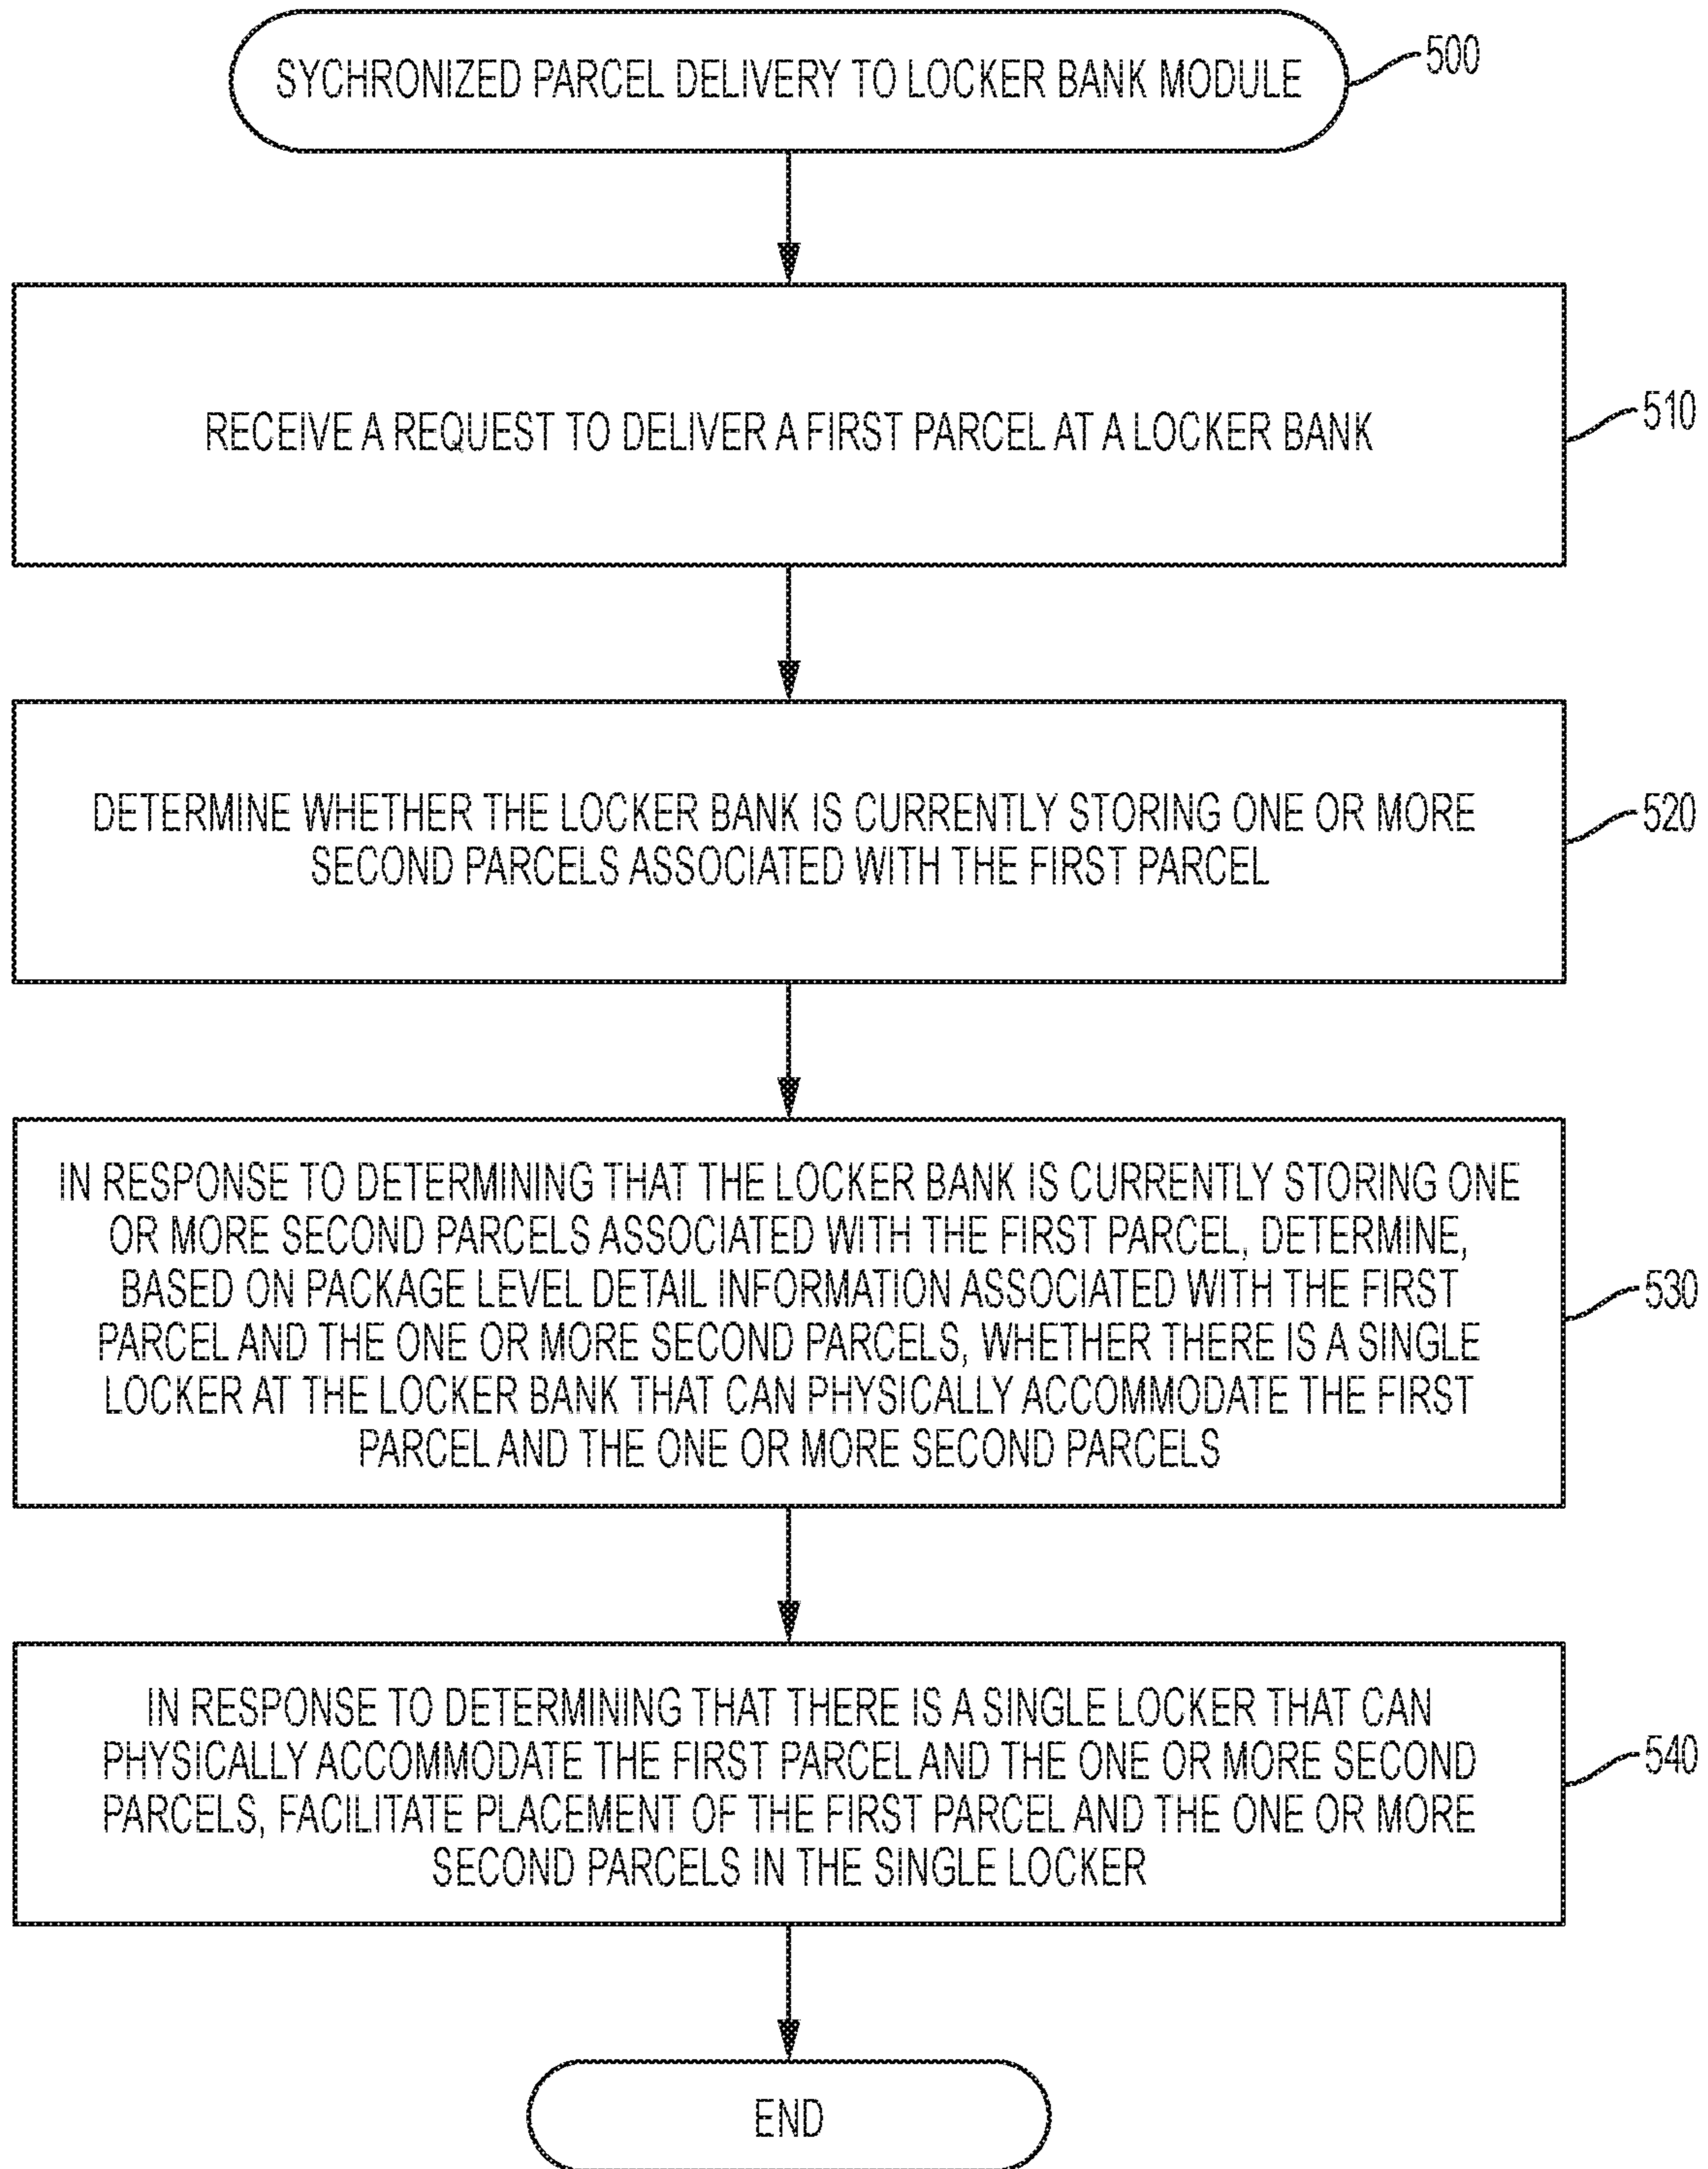 SYCHRONIZED PARCEL DELIVERY TO LOCKER BANK MODULE
500
RECEIVE A REQUEST TO DELIVER A FIRST PARCEL AT A LOCKER BANK
510
DETERMINE WHETHER THE LOCKER BANK IS CURRENTLY STORING ONE OR MORE
SECOND PARCELS ASSOCIATED WITH THE FIRST PARCEL
520
IN RESPONSE TO DETERMINING THAT THE LOCKER BANK IS CURRENTLY STORING ONE
OR MORE SECOND PARCELS ASSOCIATED WITH THE FIRST PARCEL, DETERMINE,
BASED ON PACKAGE LEVEL DETAIL INFORMATION ASSOCIATED WITH THE FIRST
PARCEL AND THE ONE OR MORE SECOND PARCELS, WHETHER THERE IS A SINGLE
LOCKER AT THE LOCKER BANK THAT CAN PHYSICALLY ACCOMMODATE THE FIRST
PARCEL AND THE ONE OR MORE SECOND PARCELS
530
IN RESPONSE TO DETERMINING THAT THERE IS A SINGLE LOCKER THAT CAN
PHYSICALLY ACCOMMODATE THE FIRST PARCEL AND THE ONE OR MORE SECOND
PARCELS, FACILITATE PLACEMENT OF THE FIRST PARCEL AND THE ONE OR MORE
SECOND PARCELS IN THE SINGLE LOCKER
540
END